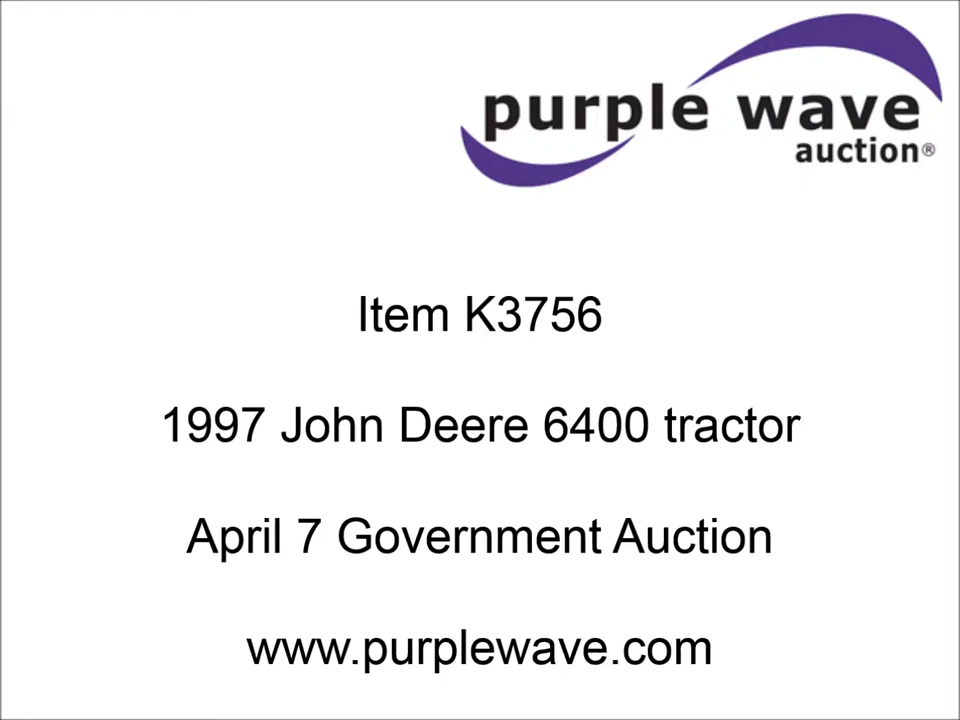 purple wave
auction®
Item K3756
1997 John Deere 6400 tractor
April 7 Government Auction
www.purplewave.com